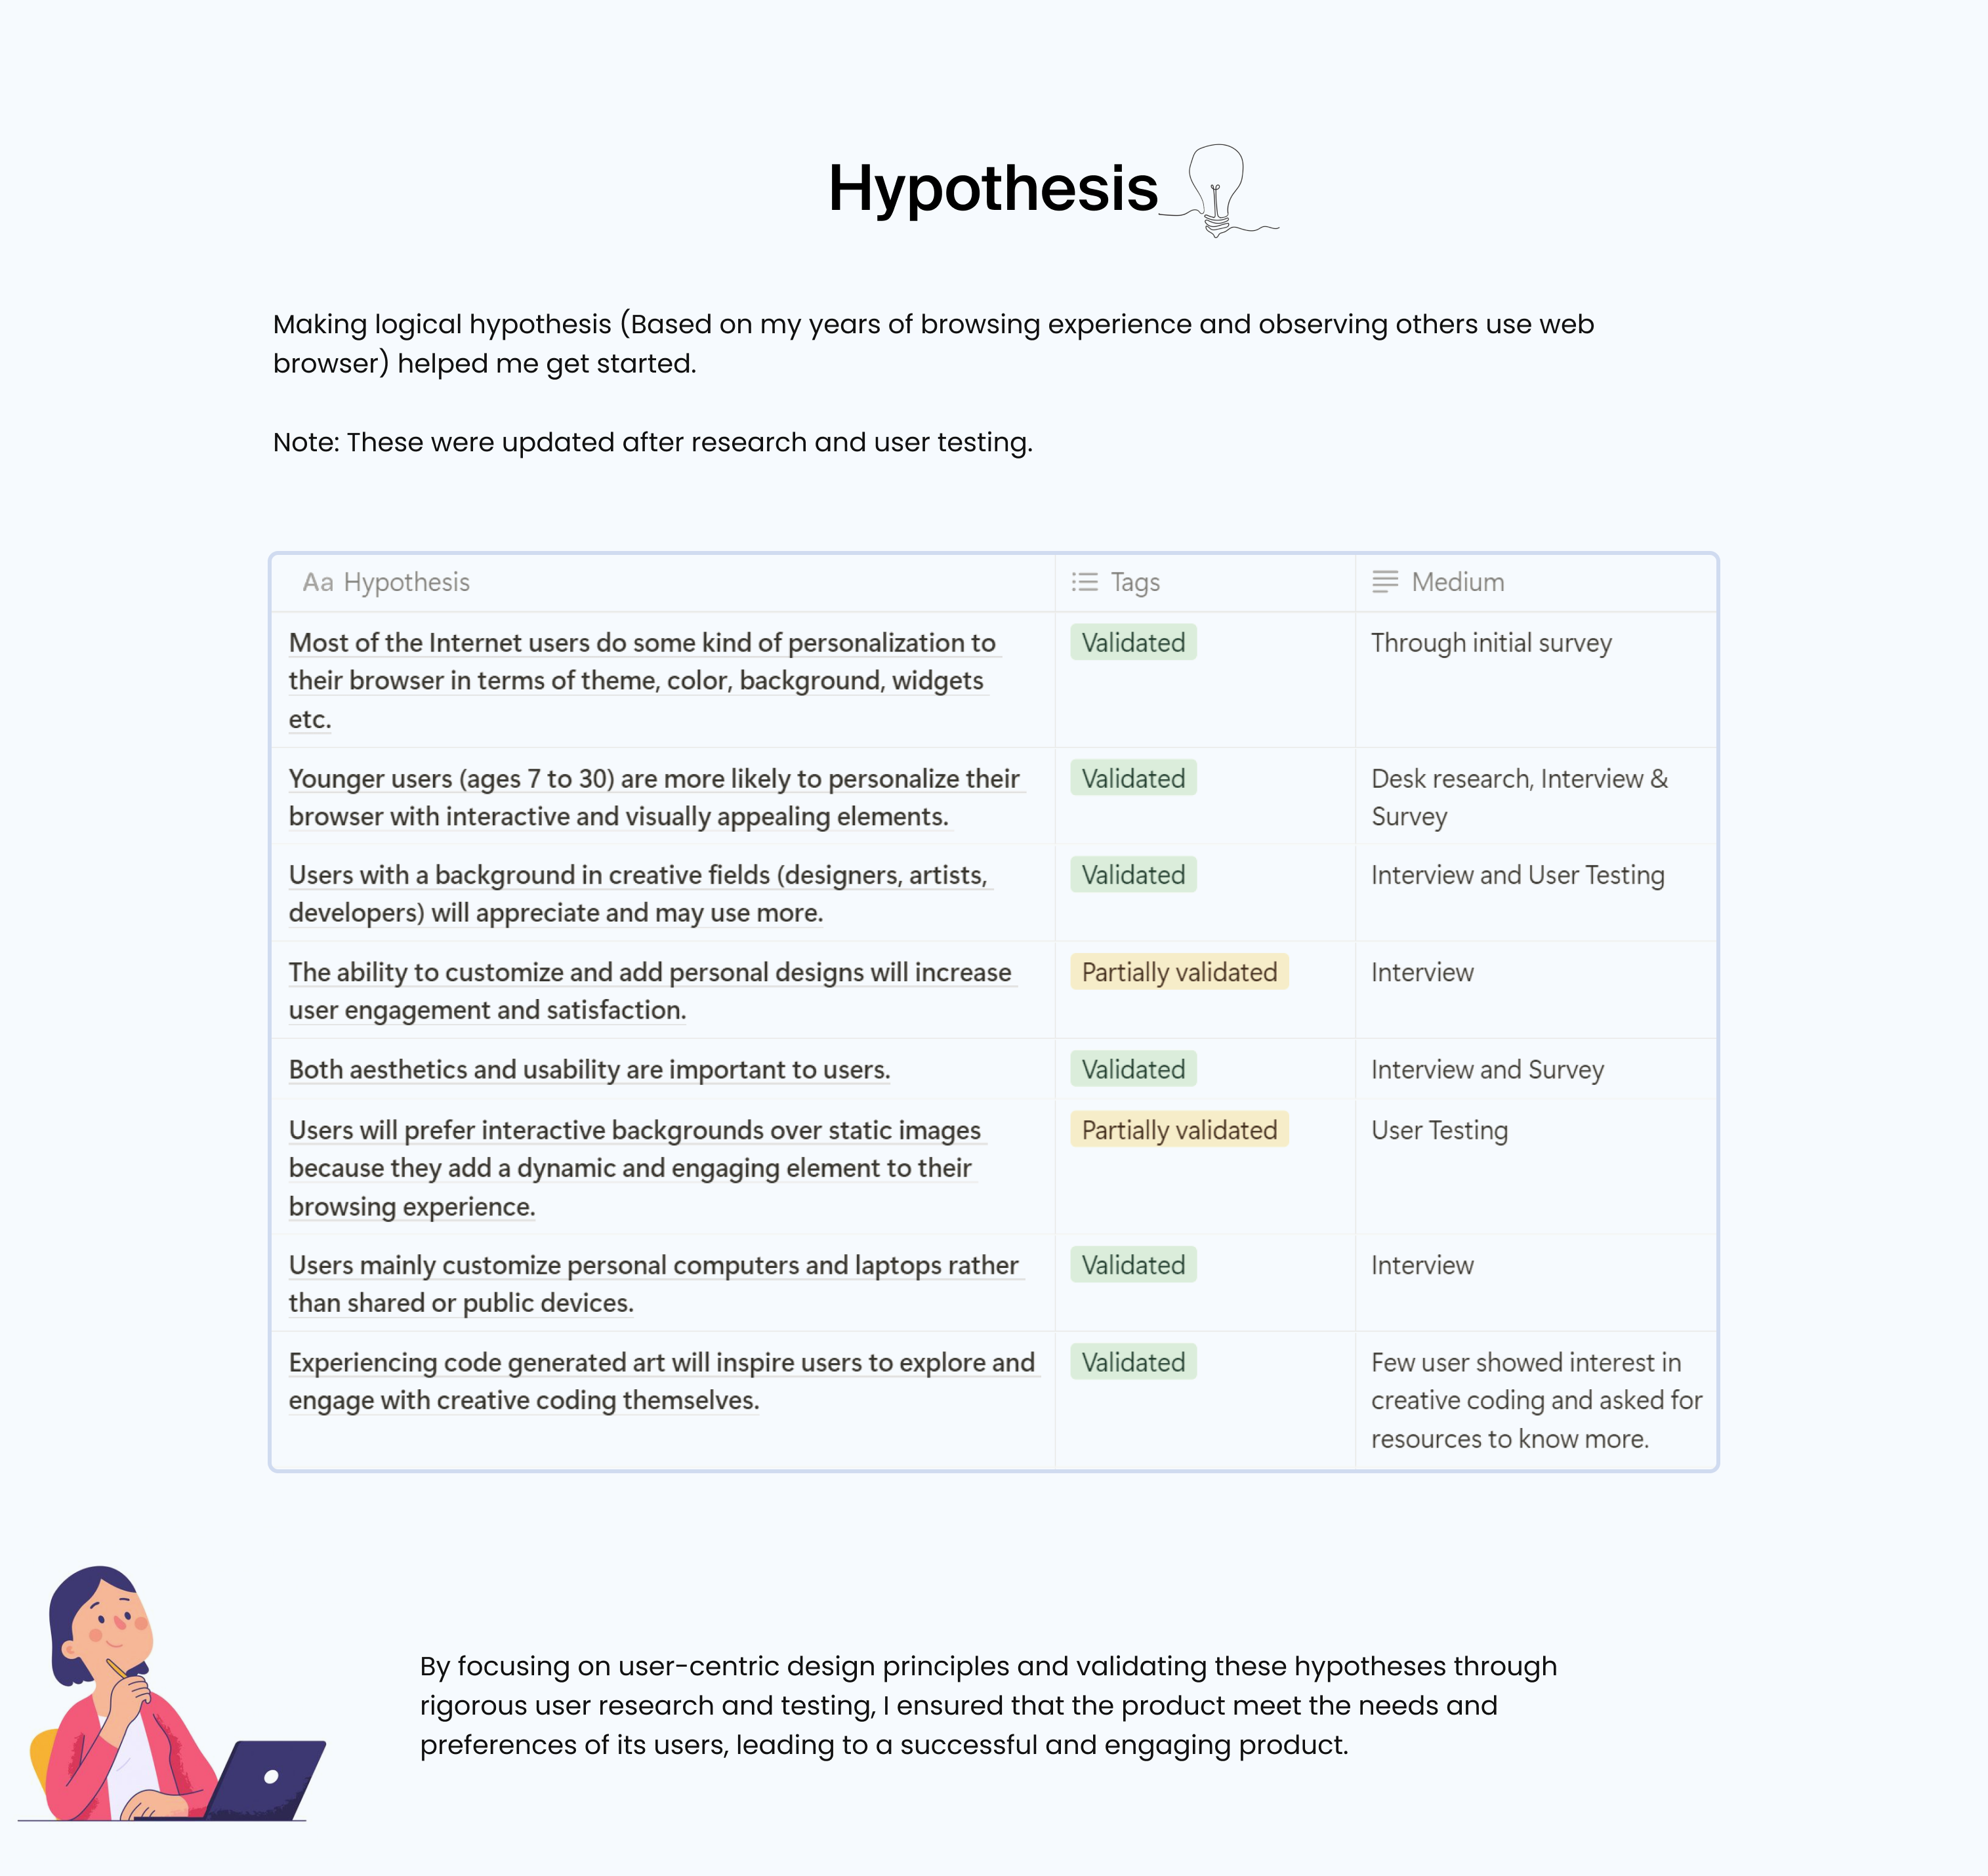 Hypothesis
Making logical hypothesis (Based on my years of browsing experience and observing others use web
browser) helped me get started.
Note: These were updated after research and user testing.
Aa Hypothesis
Tags
Medium
Most of the Internet users do some kind of personalization to
their browser in terms of theme, color, background, widgets
etc.
Validated
Through initial survey
Younger users (ages 7 to 30) are more likely to personalize their
browser with interactive and visually appealing elements.
Validated
Desk research, Interview &
Survey
Users with a background in creative fields (designers, artists,
developers) will appreciate and may use more.
Validated
Interview and User Testing
The ability to customize and add personal designs will increase
user engagement and satisfaction.
Partially validated
Interview
Both aesthetics and usability are important to users.
Validated
Interview and Survey
Users will prefer interactive backgrounds over static images
because they add a dynamic and engaging element to their
browsing experience.
Partially validated
User Testing
Users mainly customize personal computers and laptops rather
than shared or public devices.
Validated
Interview
Experiencing code generated art will inspire users to explore and
engage with creative coding themselves.
Validated
Few user showed interest in
creative coding and asked for
resources to know more.
By focusing on user-centric design principles and validating these hypotheses through
rigorous user research and testing, I ensured that the product meet the needs and
preferences of its users, leading to a successful and engaging product.